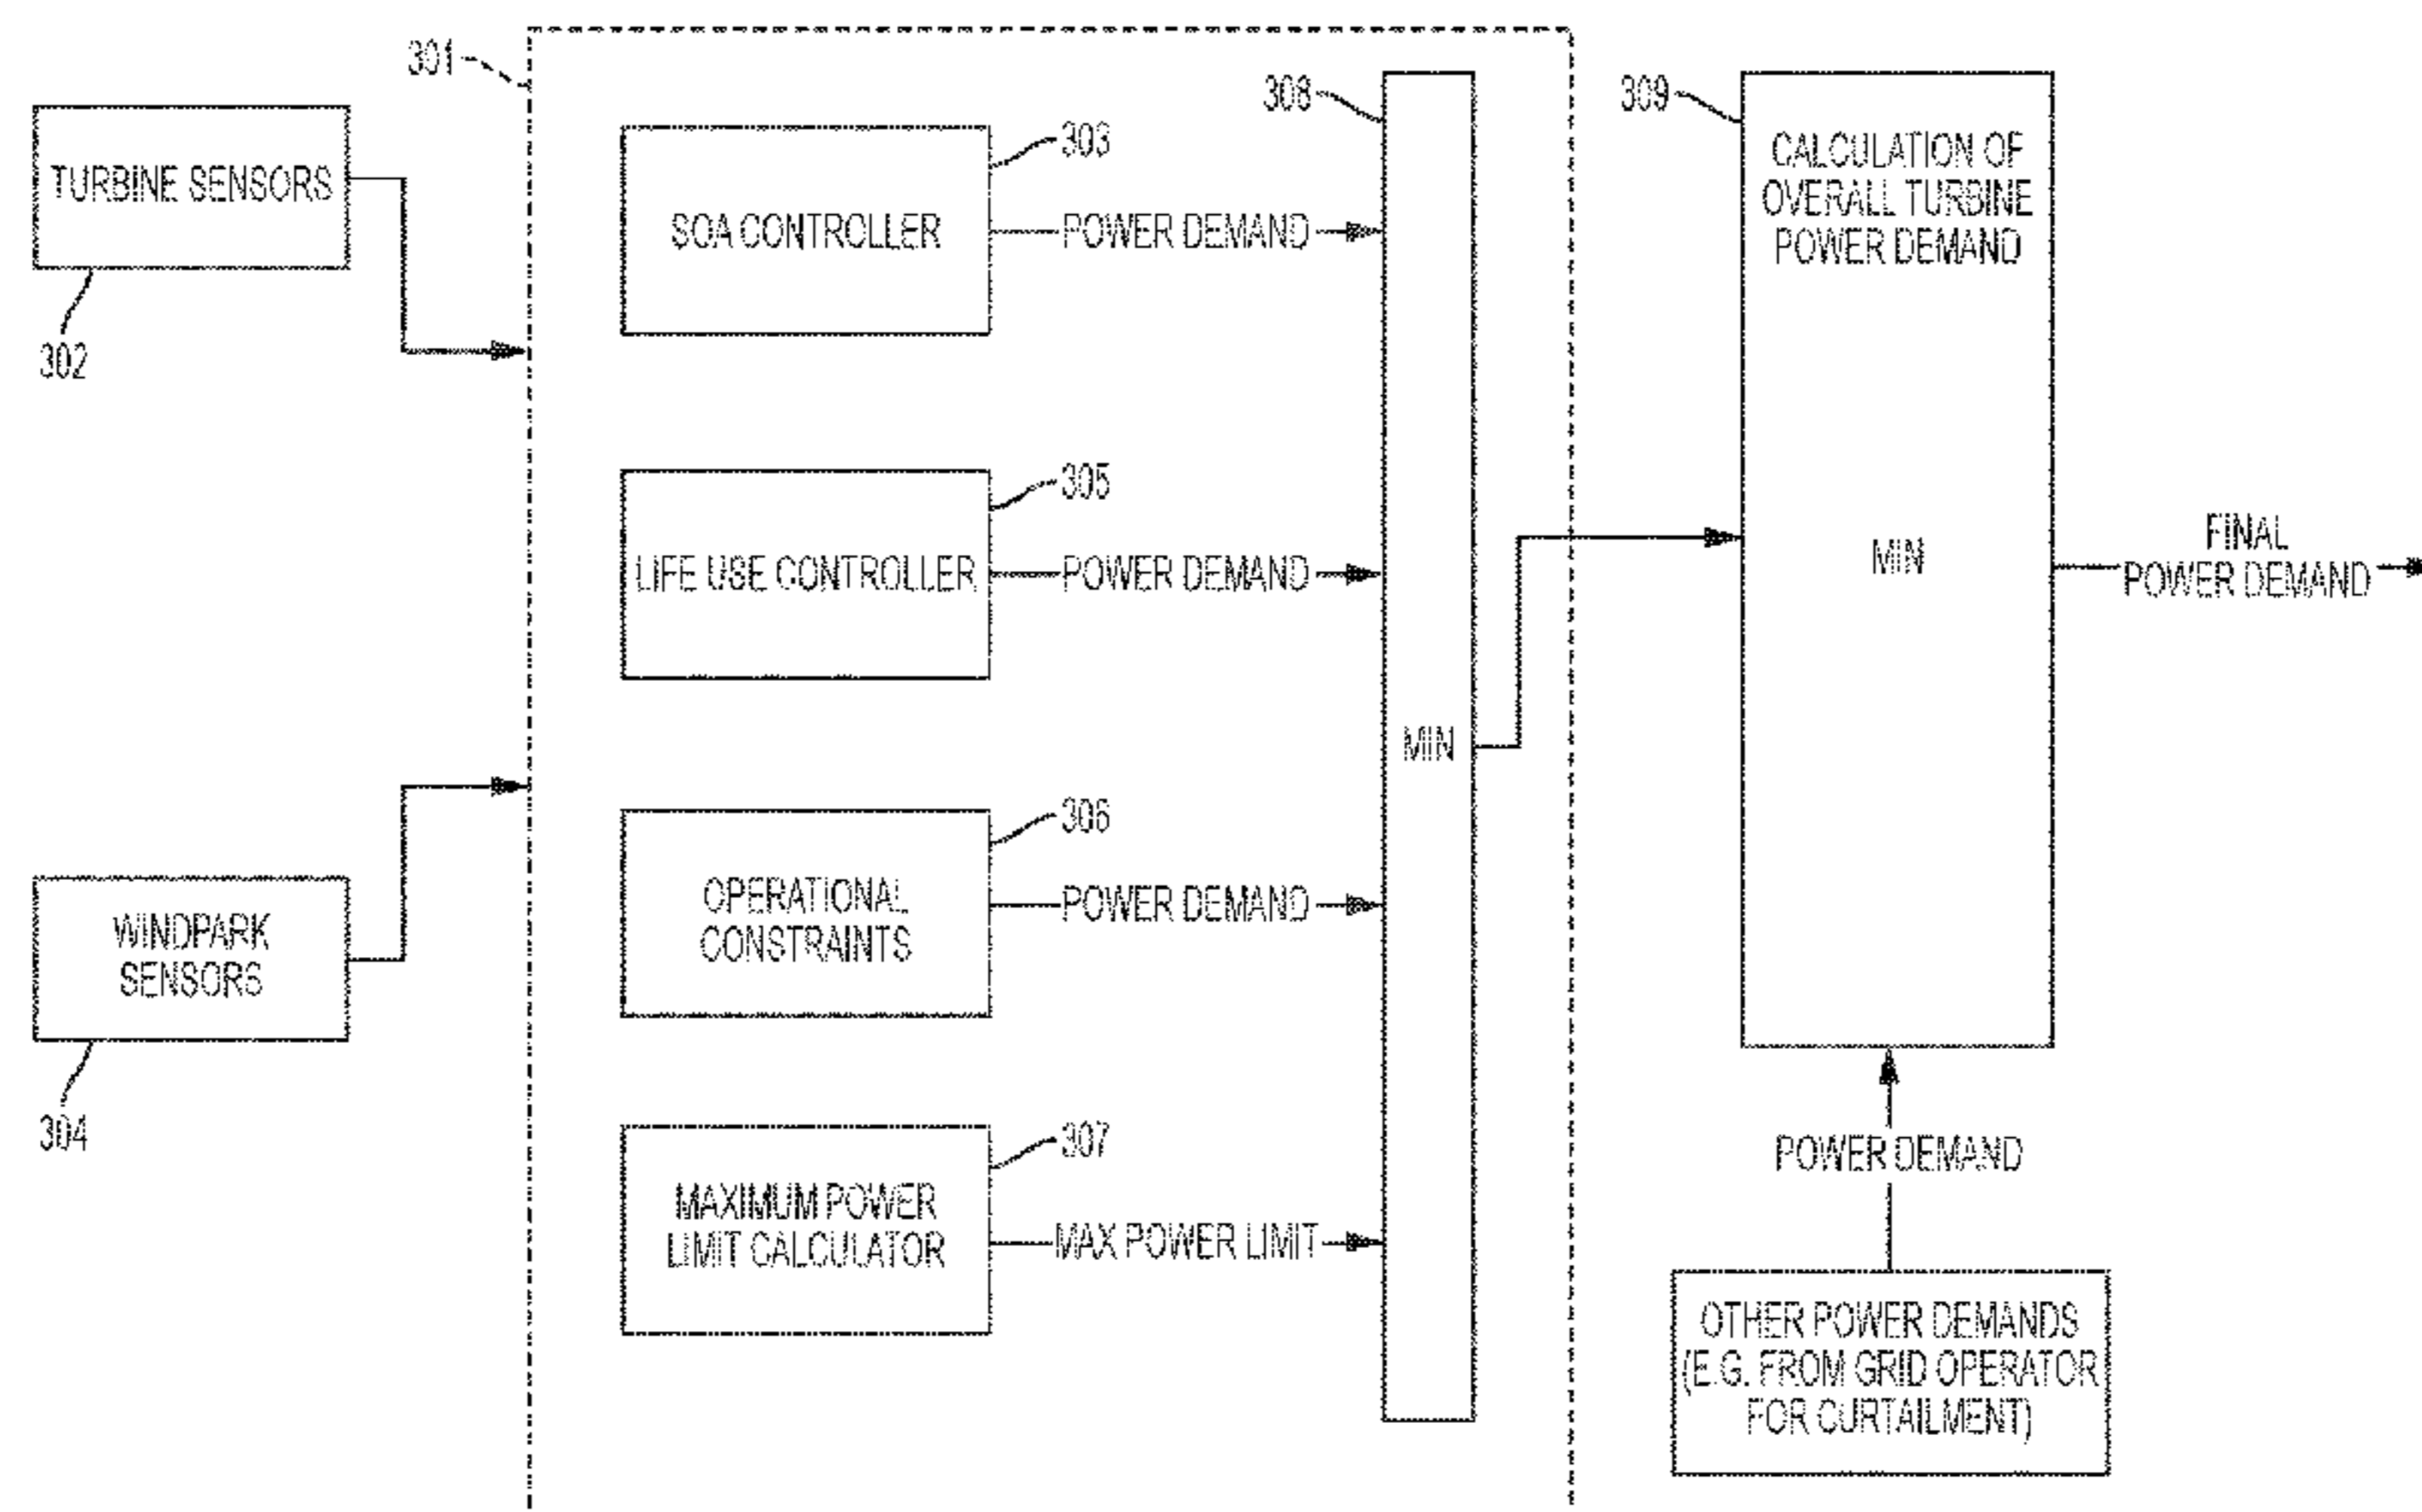 301
308
309
303
TURBINE SENSORS
302
SOA CONTROLLER
POWER DEMAND
CALCULATION OF
OVERALL TURBINE
POWER DEMAND
305
LIFE USE CONTROLLER
POWER DEMAND
MIN
FINAL
POWER DEMAND
MIN
306
OPERATIONAL
CONSTRAINTS
POWER DEMAND
WINDPARK
SENSORS
304
307
MAXIMUM POWER
LIMIT CALCULATOR
MAX POWER LIMIT
POWER DEMAND
OTHER POWER DEMANDS
(E.G. FROM GRID OPERATOR
FOR CURTAILMENT)